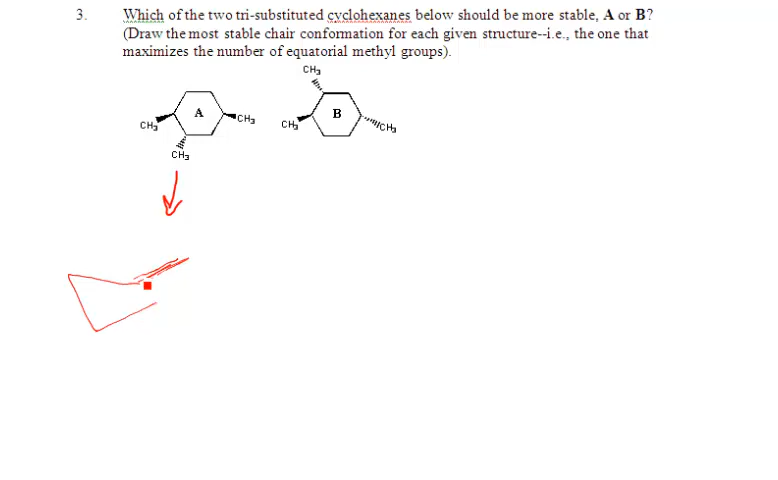 3. Which of the two tri-substituted cyclohexanes below should be more stable, A or B?
(Draw the most stable chair conformation for each given structure--i.e., the one that
maximizes the number of equatorial methyl groups).
CH3
A
B
CH3
CH3
CH3
CH3
CH3